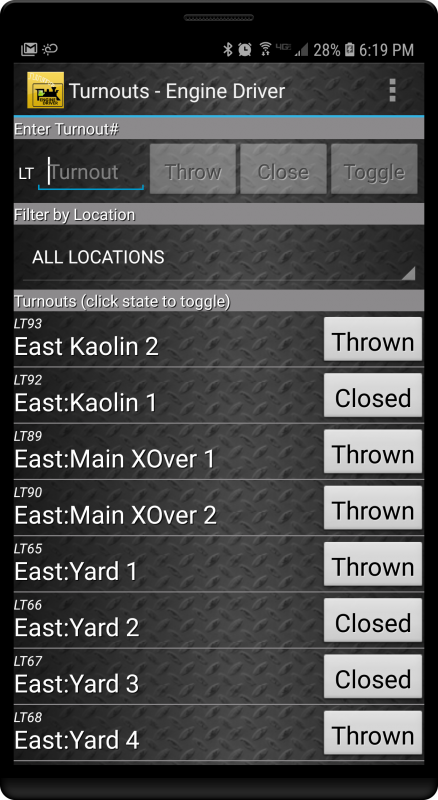 4G LTE 28% 6:19 PM
Turnouts - Engine Driver
Enter Turnout#
LT Turnout Throw Close Toggle
Filter by Location
ALL LOCATIONS
Turnouts (click state to toggle)
LT93
East Kaolin 2 Thrown
LT92
East:Kaolin 1 Closed
LT89
East:Main XOver 1 Thrown
LT90
East:Main XOver 2 Thrown
LT65
East:Yard 1 Thrown
LT66
East:Yard 2 Closed
LT67
East:Yard 3 Closed
LT68
East:Yard 4 Thrown